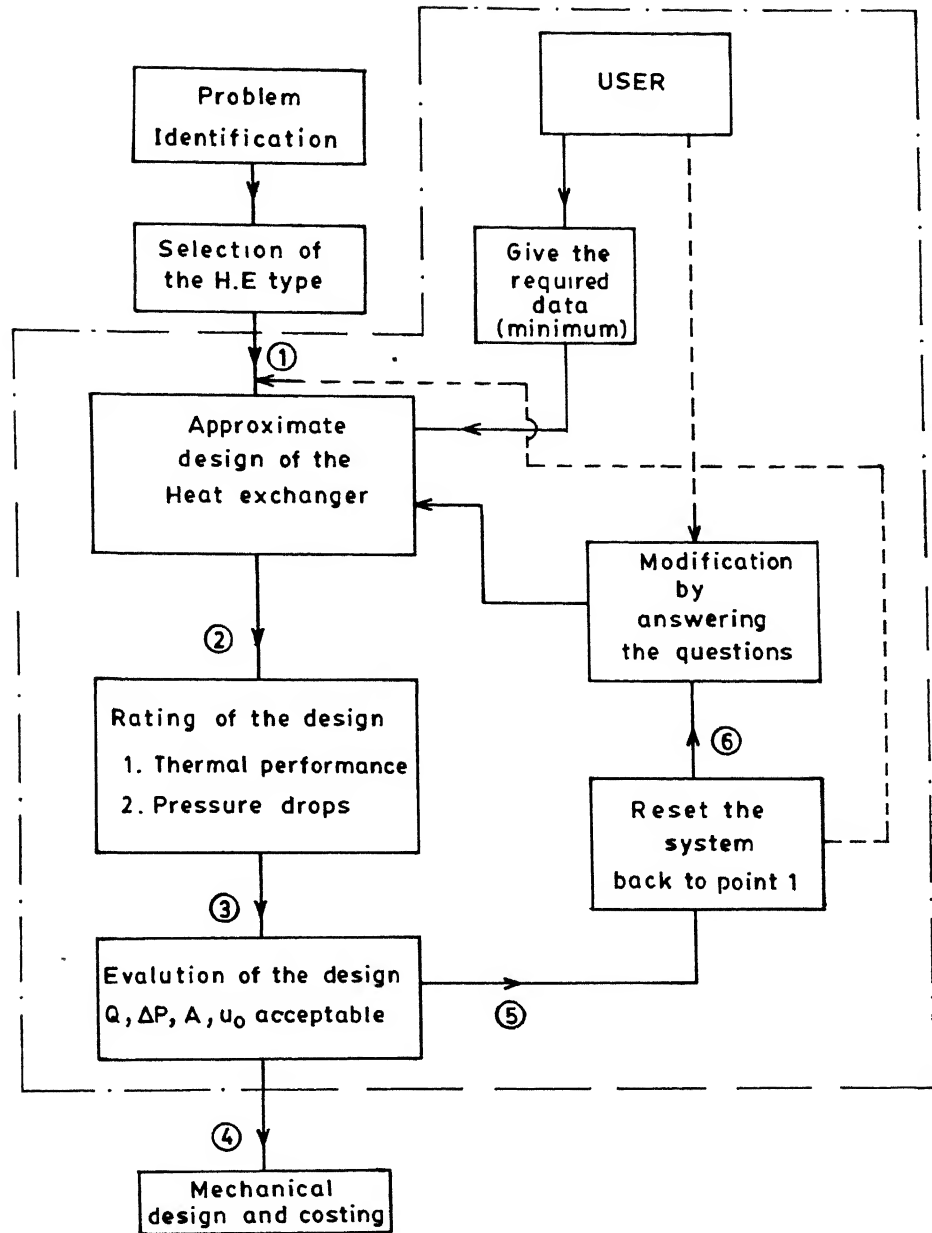 Problem
Identification
USER
Selection of
the H.E type
Give the
required
data
(minimum)
①
Approximate
design of the
Heat exchanger
Modification
by
answering
the questions
②
Rating of the design
1. Thermal performance
2. Pressure drops
⑥
Reset the
system
back to point 1
③
Evalution of the design
Q, ΔP, A, u₀ acceptable
⑤
④
Mechanical
design and costing